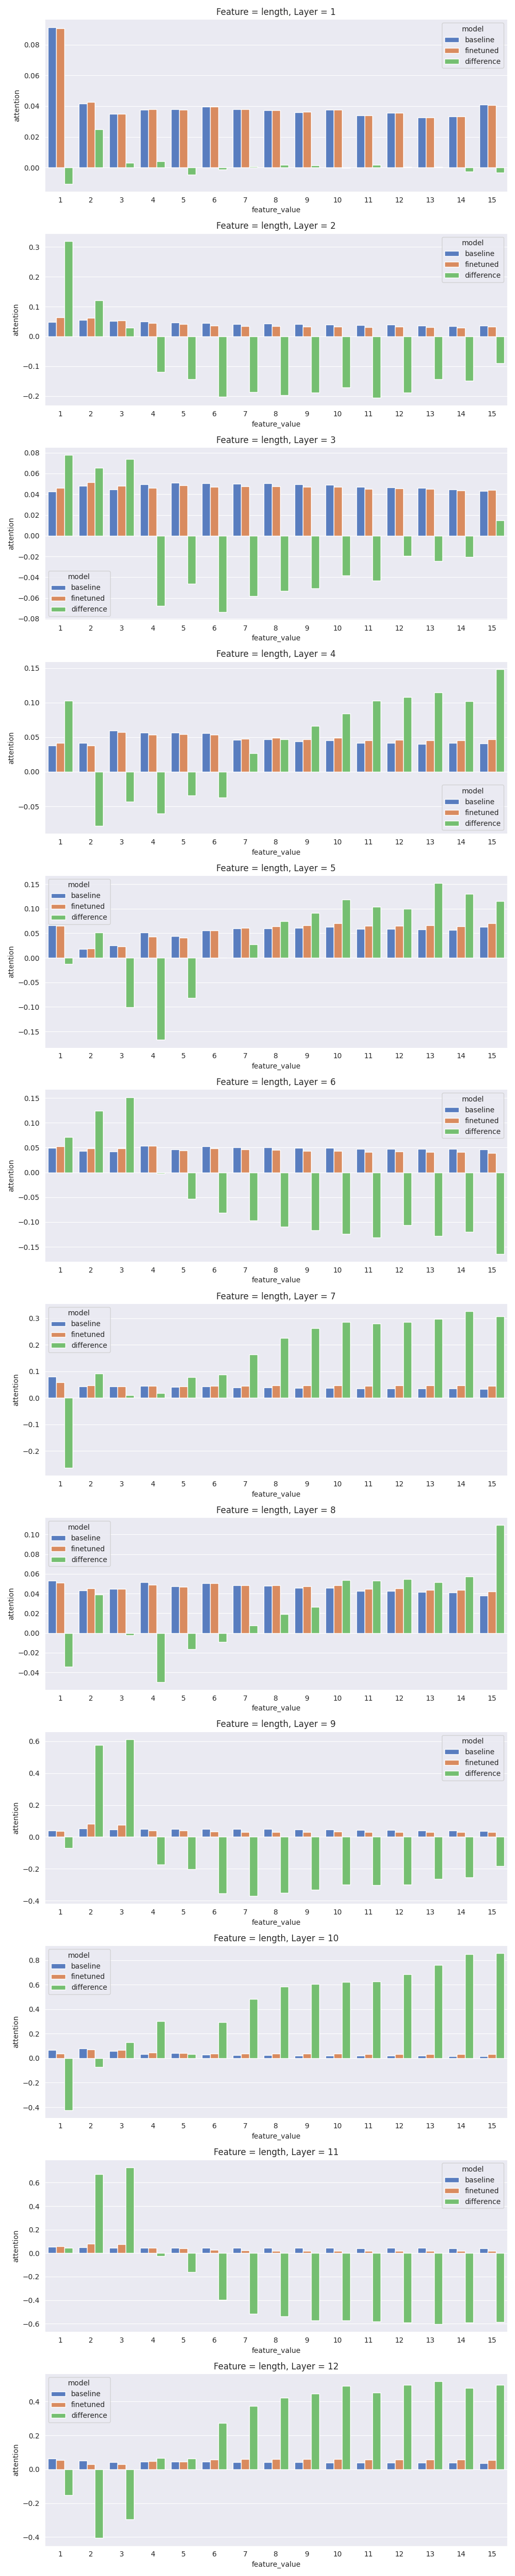 Feature = length, Layer = 1
attention
0.08
0.06
0.04
0.02
0.00
model
baseline
finetuned
difference
1 2 3 4 5 6 7 8 9 10 11 12 13 14 15
feature_value
Feature = length, Layer = 2
attention
0.3
0.2
0.1
0.0
−0.1
−0.2
model
baseline
finetuned
difference
1 2 3 4 5 6 7 8 9 10 11 12 13 14 15
feature_value
Feature = length, Layer = 3
attention
0.08
0.06
0.04
0.02
0.00
−0.02
−0.04
−0.06
−0.08
model
baseline
finetuned
difference
1 2 3 4 5 6 7 8 9 10 11 12 13 14 15
feature_value
Feature = length, Layer = 4
attention
0.15
0.10
0.05
0.00
−0.05
model
baseline
finetuned
difference
1 2 3 4 5 6 7 8 9 10 11 12 13 14 15
feature_value
Feature = length, Layer = 5
attention
0.15
0.10
0.05
0.00
−0.05
−0.10
−0.15
model
baseline
finetuned
difference
1 2 3 4 5 6 7 8 9 10 11 12 13 14 15
feature_value
Feature = length, Layer = 6
attention
0.15
0.10
0.05
0.00
−0.05
−0.10
−0.15
model
baseline
finetuned
difference
1 2 3 4 5 6 7 8 9 10 11 12 13 14 15
feature_value
Feature = length, Layer = 7
attention
0.3
0.2
0.1
0.0
−0.1
−0.2
model
baseline
finetuned
difference
1 2 3 4 5 6 7 8 9 10 11 12 13 14 15
feature_value
Feature = length, Layer = 8
attention
0.10
0.08
0.06
0.04
0.02
0.00
−0.02
−0.04
model
baseline
finetuned
difference
1 2 3 4 5 6 7 8 9 10 11 12 13 14 15
feature_value
Feature = length, Layer = 9
attention
0.6
0.4
0.2
0.0
−0.2
−0.4
model
baseline
finetuned
difference
1 2 3 4 5 6 7 8 9 10 11 12 13 14 15
feature_value
Feature = length, Layer = 10
attention
0.8
0.6
0.4
0.2
0.0
−0.2
−0.4
model
baseline
finetuned
difference
1 2 3 4 5 6 7 8 9 10 11 12 13 14 15
feature_value
Feature = length, Layer = 11
attention
0.6
0.4
0.2
0.0
−0.2
−0.4
−0.6
model
baseline
finetuned
difference
1 2 3 4 5 6 7 8 9 10 11 12 13 14 15
feature_value
Feature = length, Layer = 12
attention
0.4
0.2
0.0
−0.2
−0.4
model
baseline
finetuned
difference
1 2 3 4 5 6 7 8 9 10 11 12 13 14 15
feature_value